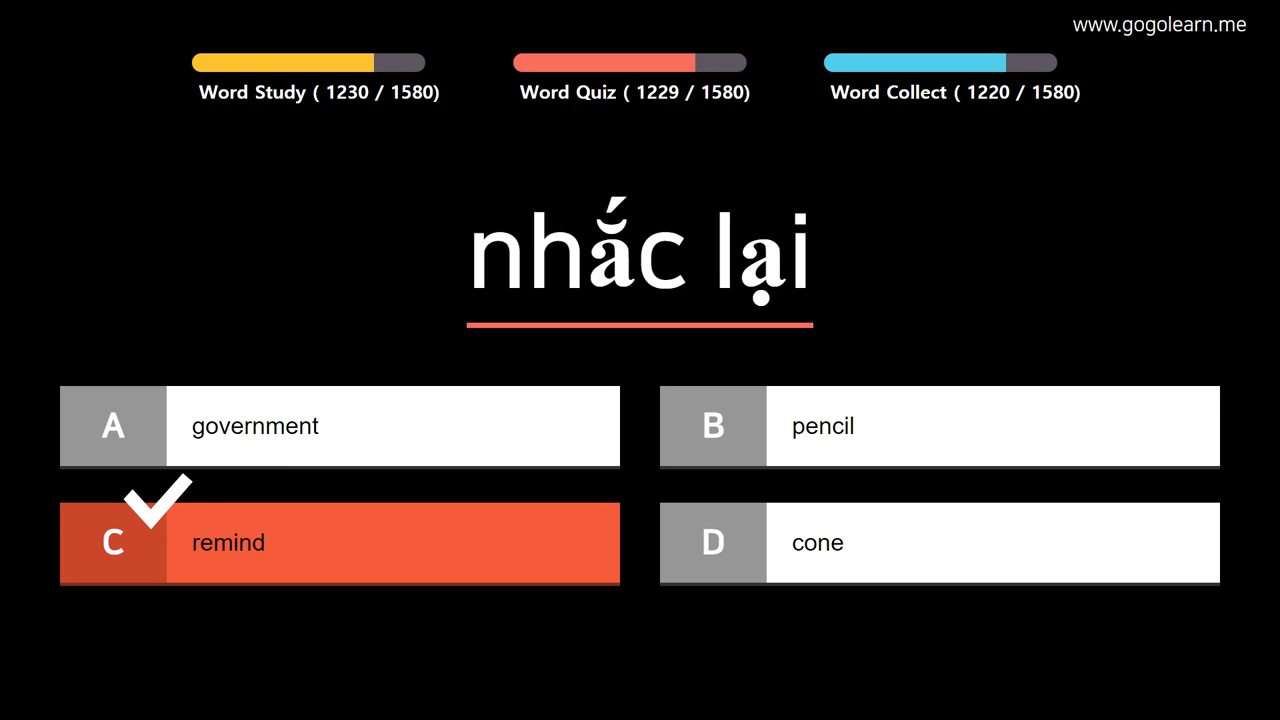 www.gogolearn.me
Word Study ( 1230 / 1580)
Word Quiz ( 1229 / 1580)
Word Collect ( 1220 / 1580)
nhắc lại
A government
B pencil
C remind
D cone